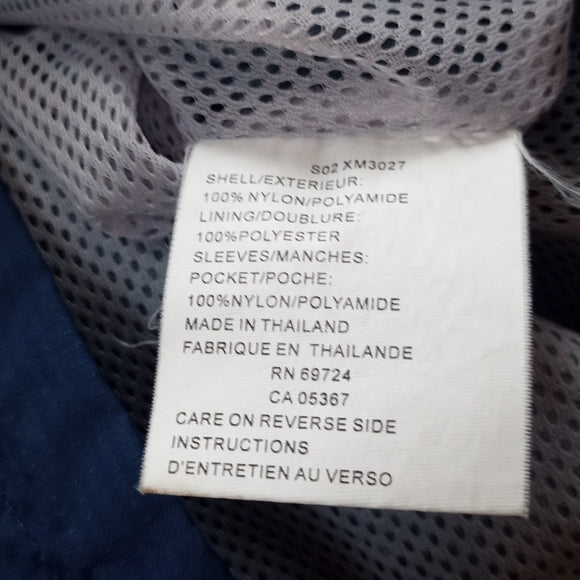 S02 XM3027
SHELL/EXTERIEUR:
100% NYLON/POLYAMIDE
LINING/DOUBLURE:
100%POLYESTER
SLEEVES/MANCHES:
POCKET/POCHE:
100%NYLON/POLYAMIDE
MADE IN THAILAND
FABRIQUE EN THAILANDE
RN 69724
CA 05367
CARE ON REVERSE SIDE
INSTRUCTIONS
D'ENTRETIEN AU VERSO